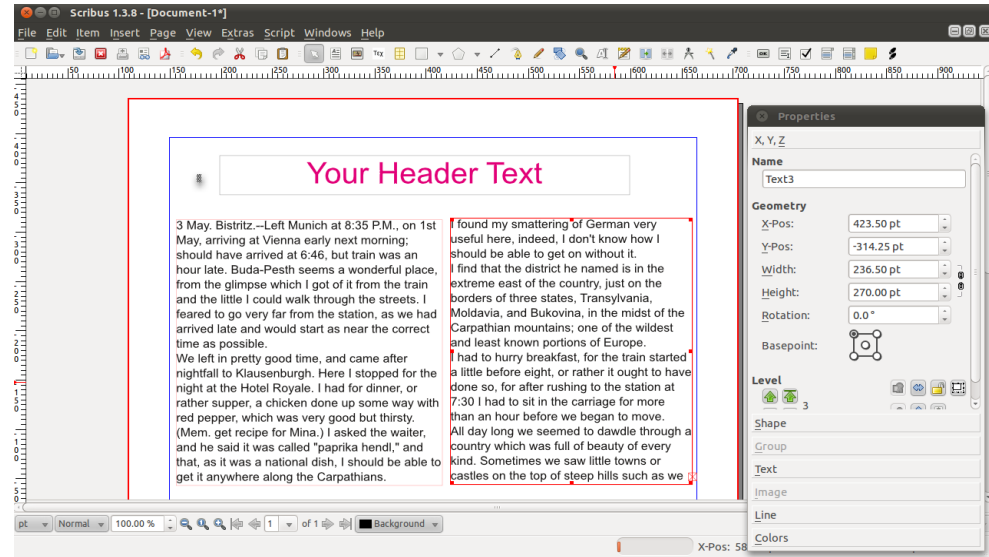 Scribus 1.3.8 - [Document-1*]
File Edit Item Insert Page View Extras Script Windows Help
50 100 150 200 250 300 350 400 450 500 550 600 650 700 750 800 850 900
Your Header Text
3 May. Bistritz.--Left Munich at 8:35 P.M., on 1st
May, arriving at Vienna early next morning;
should have arrived at 6:46, but train was an
hour late. Buda-Pesth seems a wonderful place,
from the glimpse which I got of it from the train
and the little I could walk through the streets. I
feared to go very far from the station, as we had
arrived late and would start as near the correct
time as possible.
We left in pretty good time, and came after
nightfall to Klausenburgh. Here I stopped for the
night at the Hotel Royale. I had for dinner, or
rather supper, a chicken done up some way with
red pepper, which was very good but thirsty.
(Mem. get recipe for Mina.) I asked the waiter,
and he said it was called "paprika hendl," and
that, as it was a national dish, I should be able to
get it anywhere along the Carpathians.
I found my smattering of German very
useful here, indeed, I don't know how I
should be able to get on without it.
I find that the district he named is in the
extreme east of the country, just on the
borders of three states, Transylvania,
Moldavia, and Bukovina, in the midst of the
Carpathian mountains; one of the wildest
and least known portions of Europe.
I had to hurry breakfast, for the train started
a little before eight, or rather it ought to have
done so, for after rushing to the station at
7:30 I had to sit in the carriage for more
than an hour before we began to move.
All day long we seemed to dawdle through a
country which was full of beauty of every
kind. Sometimes we saw little towns or
castles on the top of steep hills such as we
Properties
X, Y, Z
Name
Text3
Geometry
X-Pos: 423.50 pt
Y-Pos: -314.25 pt
Width: 236.50 pt
Height: 270.00 pt
Rotation: 0.0 °
Basepoint:
Level
3
Shape
Group
Text
Image
Line
Colors
pt Normal 100.00 % 1 of 1 Background
X-Pos: 58